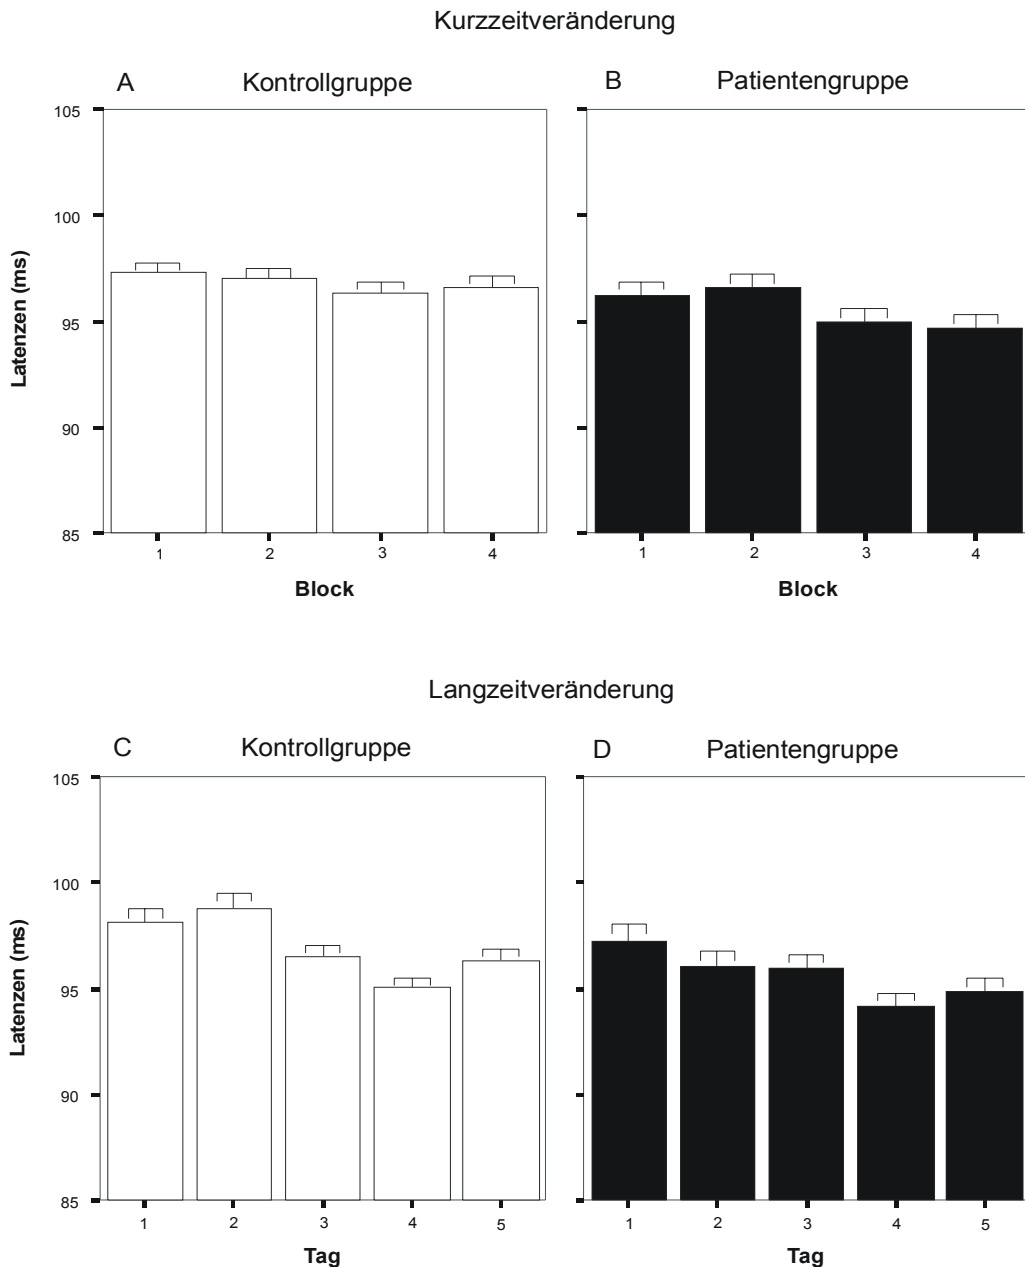 Kurzzeitveränderung
A Kontrollgruppe
B Patientengruppe
105
100
95
90
85
Latenzen (ms)
1 2 3 4
Block
1 2 3 4
Block
Langzeitveränderung
C Kontrollgruppe
D Patientengruppe
105
100
95
90
85
Latenzen (ms)
1 2 3 4 5
Tag
1 2 3 4 5
Tag